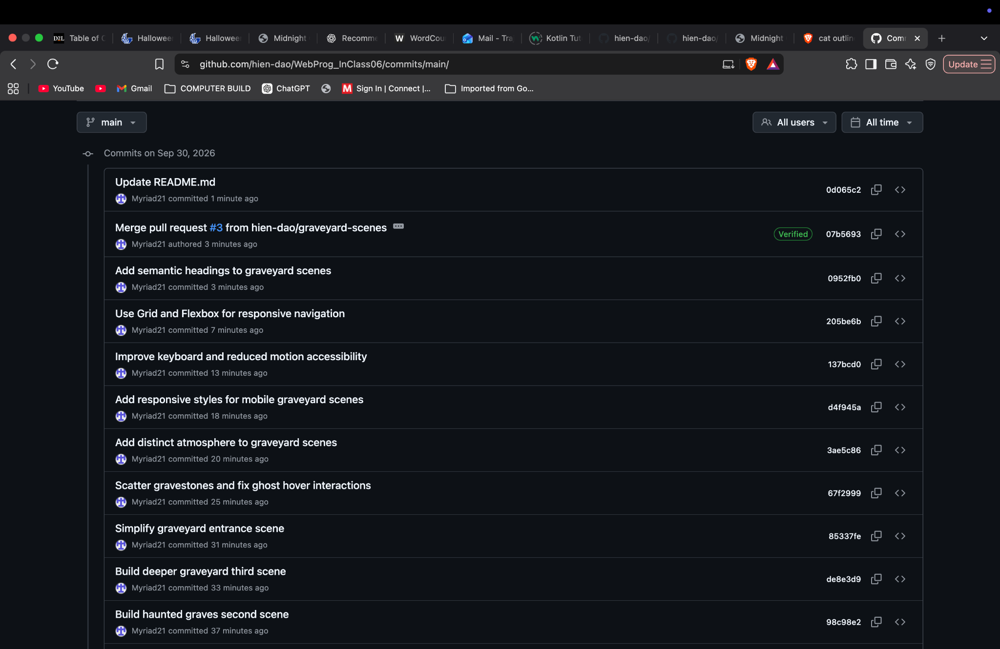 D2L Table of C
Hallowee
Hallowee
Midnight
Recomme
W WordCou
Mail - Tra
Kotlin Tut
hien-dao/
hien-dao/
Midnight
cat outlin
Com
github.com/hien-dao/WebProg_InClass06/commits/main/
Update
YouTube
Gmail
COMPUTER BUILD
ChatGPT
M Sign In | Connect |...
Imported from Go...
main
All users
All time
Commits on Sep 30, 2026
Update README.md
Myriad21 committed 1 minute ago
0d065c2
Merge pull request #3 from hien-dao/graveyard-scenes
Myriad21 authored 3 minutes ago
Verified
07b5693
Add semantic headings to graveyard scenes
Myriad21 committed 3 minutes ago
0952fb0
Use Grid and Flexbox for responsive navigation
Myriad21 committed 7 minutes ago
205be6b
Improve keyboard and reduced motion accessibility
Myriad21 committed 13 minutes ago
137bcd0
Add responsive styles for mobile graveyard scenes
Myriad21 committed 18 minutes ago
d4f945a
Add distinct atmosphere to graveyard scenes
Myriad21 committed 20 minutes ago
3ae5c86
Scatter gravestones and fix ghost hover interactions
Myriad21 committed 25 minutes ago
67f2999
Simplify graveyard entrance scene
Myriad21 committed 31 minutes ago
85337fe
Build deeper graveyard third scene
Myriad21 committed 33 minutes ago
de8e3d9
Build haunted graves second scene
Myriad21 committed 37 minutes ago
98c98e2